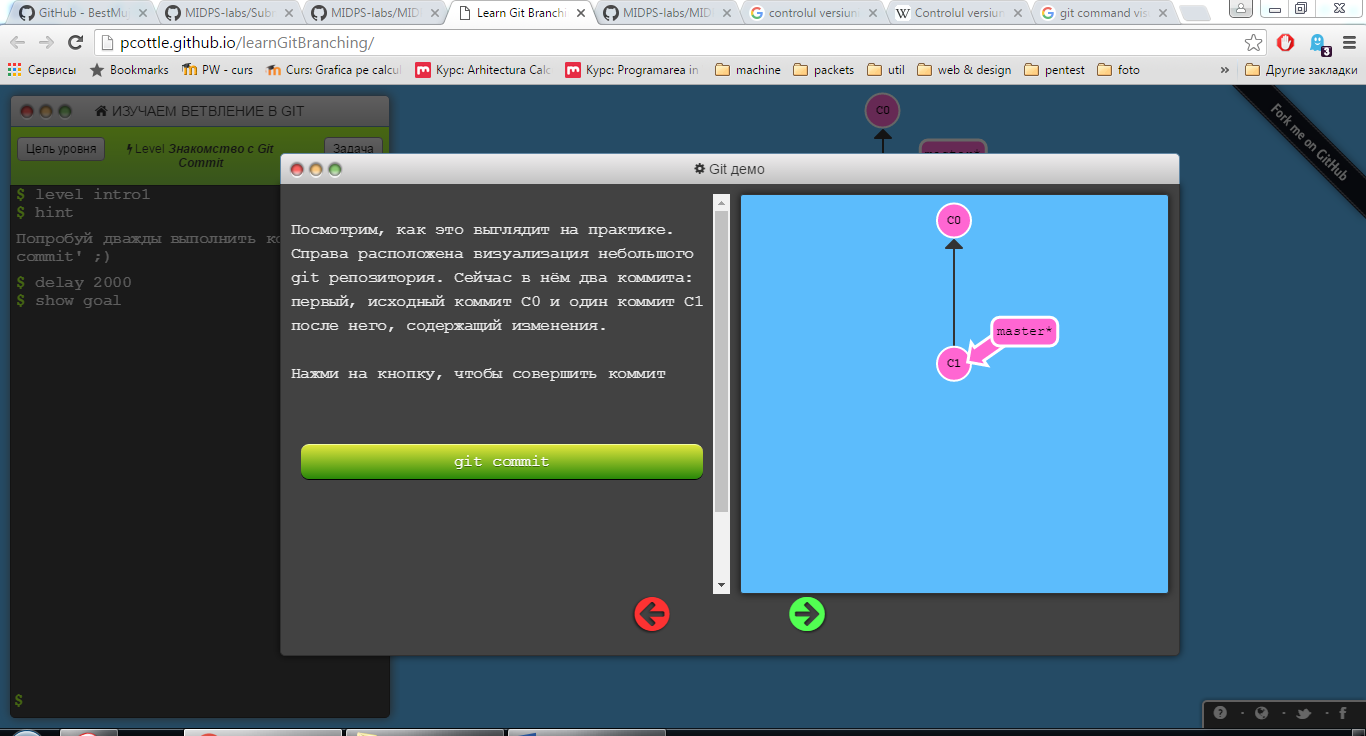 GitHub - BestMu
MIDPS-labs/Subm
MIDPS-labs/MID
Learn Git Branchi
MIDPS-labs/MID
controlul versiun
Controlul versiun
git command vis
pcottle.github.io/learnGitBranching/
3
Сервисы
Bookmarks
PW - curs
Curs: Grafica pe calcul
Курс: Arhitectura Calc
Курс: Programarea in
machine
packets
util
web & design
pentest
foto
»
Другие закладки
ИЗУЧАЕМ ВЕТВЛЕНИЕ В GIT
Цель уровня
Level Знакомство с Git
Commit
Задача
$ level intro1
$ hint
Попробуй дважды выполнить
commit' ;)
$ delay 2000
$ show goal
$
C0
master*
Fork me on GitHub
Git демо
Посмотрим, как это выглядит на практике.
Справа расположена визуализация небольшого
git репозитория. Сейчас в нём два коммита:
первый, исходный коммит C0 и один коммит C1
после него, содержащий изменения.
Нажми на кнопку, чтобы совершить коммит
git commit
C0
master*
C1